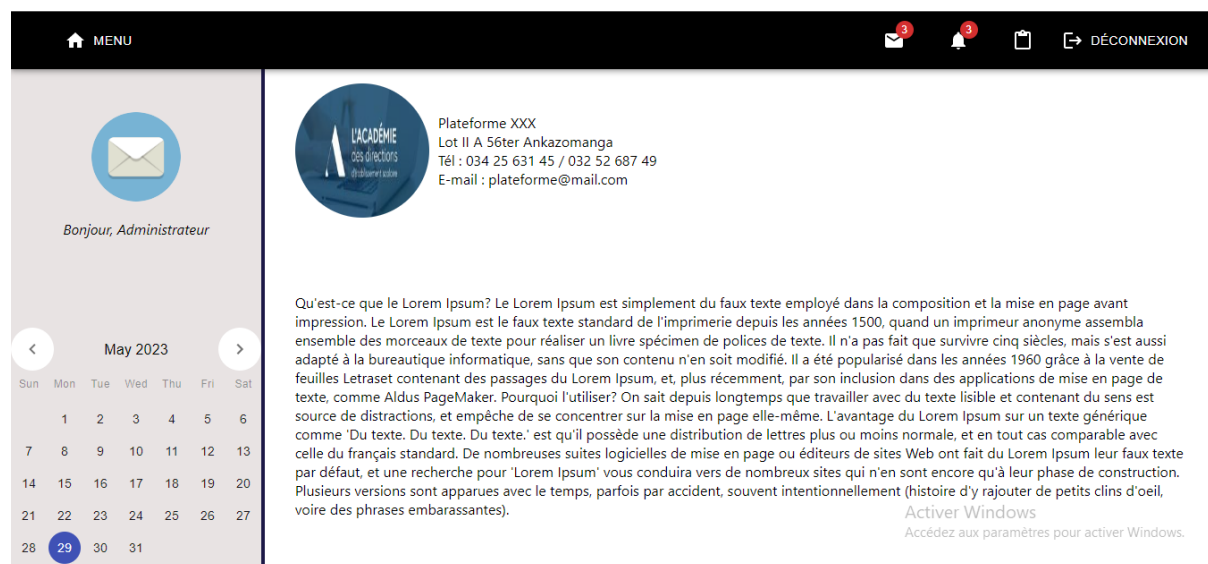 MENU
3
3
DÉCONNEXION
Bonjour, Administrateur
May 2023
Sun Mon Tue Wed Thu Fri Sat
1 2 3 4 5 6
7 8 9 10 11 12 13
14 15 16 17 18 19 20
21 22 23 24 25 26 27
28 29 30 31
L'ACADÉMIE
des directions
d'établissement scolaire
Plateforme XXX
Lot II A 56ter Ankazomanga
Tél : 034 25 631 45 / 032 52 687 49
E-mail : plateforme@mail.com
Qu'est-ce que le Lorem Ipsum? Le Lorem Ipsum est simplement du faux texte employé dans la composition et la mise en page avant
impression. Le Lorem Ipsum est le faux texte standard de l'imprimerie depuis les années 1500, quand un imprimeur anonyme assembla
ensemble des morceaux de texte pour réaliser un livre spécimen de polices de texte. Il n'a pas fait que survivre cinq siècles, mais s'est aussi
adapté à la bureautique informatique, sans que son contenu n'en soit modifié. Il a été popularisé dans les années 1960 grâce à la vente de
feuilles Letraset contenant des passages du Lorem Ipsum, et, plus récemment, par son inclusion dans des applications de mise en page de
texte, comme Aldus PageMaker. Pourquoi l'utiliser? On sait depuis longtemps que travailler avec du texte lisible et contenant du sens est
source de distractions, et empêche de se concentrer sur la mise en page elle-même. L'avantage du Lorem Ipsum sur un texte générique
comme 'Du texte. Du texte. Du texte.' est qu'il possède une distribution de lettres plus ou moins normale, et en tout cas comparable avec
celle du français standard. De nombreuses suites logicielles de mise en page ou éditeurs de sites Web ont fait du Lorem Ipsum leur faux texte
par défaut, et une recherche pour 'Lorem Ipsum' vous conduira vers de nombreux sites qui n'en sont encore qu'à leur phase de construction.
Plusieurs versions sont apparues avec le temps, parfois par accident, souvent intentionnellement (histoire d'y rajouter de petits clins d'oeil,
voire des phrases embarassantes).
Activer Windows
Accédez aux paramètres pour activer Windows.